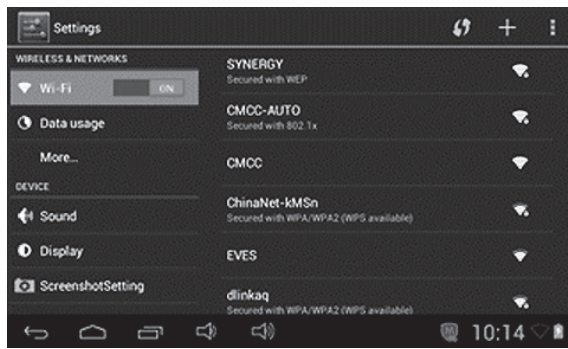 Settings
WIRELESS & NETWORKS
Wi-Fi
ON
Data usage
More...
DEVICE
Sound
Display
ScreenshotSetting
SYNERGY
Secured with WEP
CMCC-AUTO
Secured with 802.1x
CMCC
ChinaNet-kMSn
Secured with WPA/WPA2 (WPS available)
EVES
dlinkaq
Secured with WPA/WPA2 (WPS available)
10:14